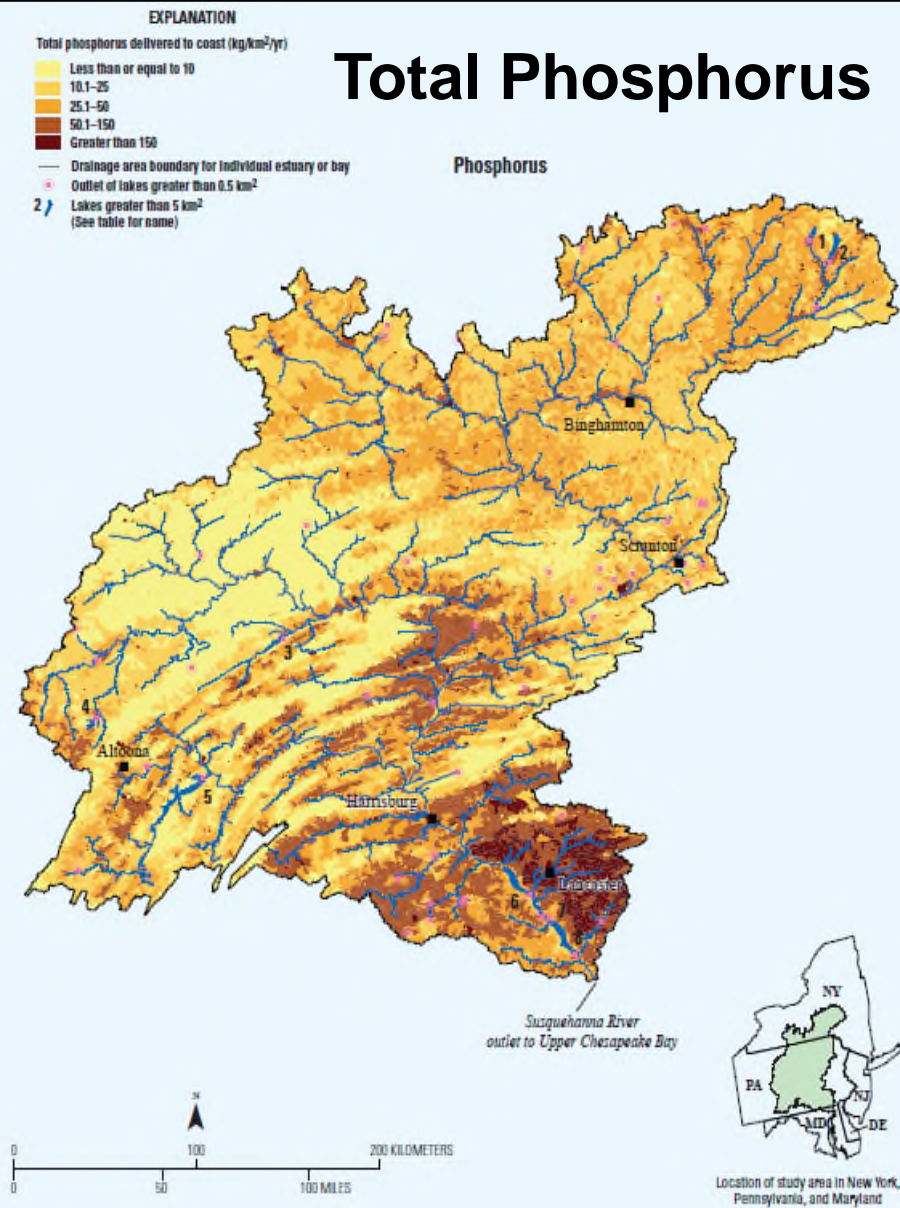 EXPLANATION
Total phosphorus delivered to coast (kg/km²/yr)
Less than or equal to 10
10.1–25
25.1–50
50.1–150
Greater than 150
Drainage area boundary for individual estuary or bay
Outlet of lakes greater than 0.5 km²
2 Lakes greater than 5 km²
(See table for name)
Total Phosphorus
Phosphorus
1
2
Binghamton
Scranton
3
4
Altoona
5
Harrisburg
Lancaster
6
7
8
Susquehanna River
outlet to Upper Chesapeake Bay
NY
PA
NJ
MD
DE
N
0 100 200 KILOMETERS
0 50 100 MILES
Location of study area in New York,
Pennsylvania, and Maryland